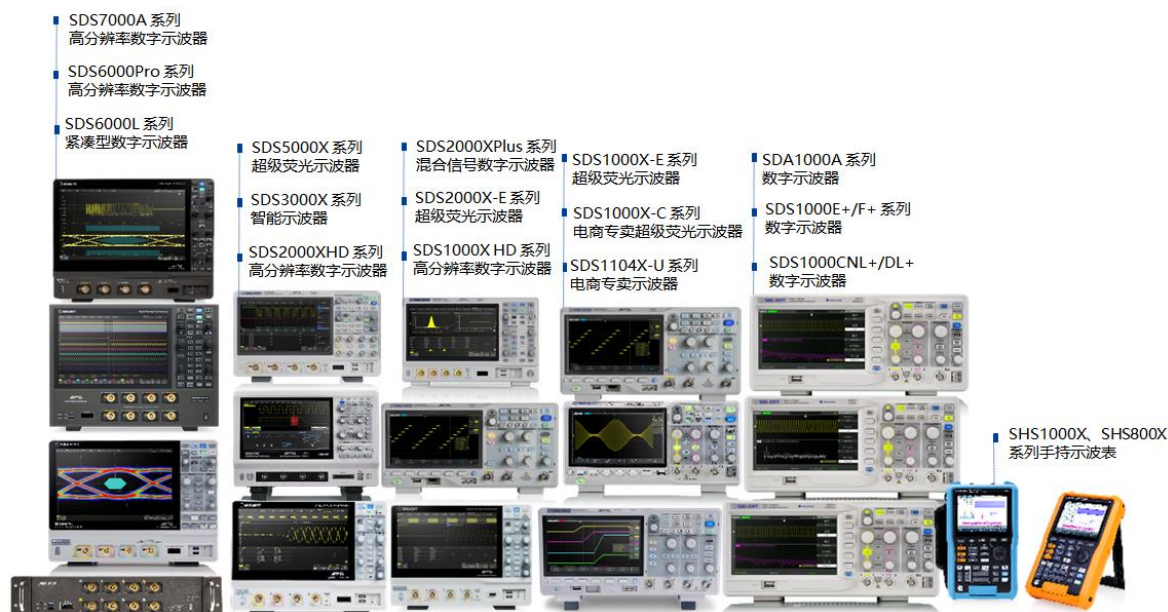 SDS7000A 系列
高分辨率数字示波器
SDS6000Pro 系列
高分辨率数字示波器
SDS6000L 系列
紧凑型数字示波器
SDS5000X 系列
超级荧光示波器
SDS3000X 系列
智能示波器
SDS2000XHD 系列
高分辨率数字示波器
SDS2000XPlus 系列
混合信号数字示波器
SDS2000X-E 系列
超级荧光示波器
SDS1000X HD 系列
高分辨率数字示波器
SDS1000X-E 系列
超级荧光示波器
SDS1000X-C 系列
电商专卖超级荧光示波器
SDS1104X-U 系列
电商专卖示波器
SDA1000A 系列
数字示波器
SDS1000E+/F+ 系列
数字示波器
SDS1000CNL+/DL+
数字示波器
SHS1000X、SHS800X
系列手持示波表